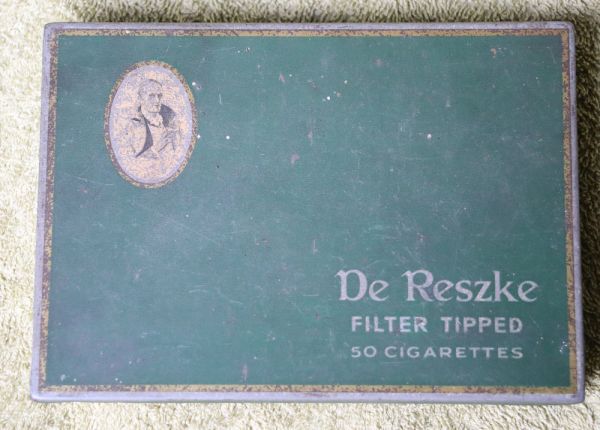 De Reszke
FILTER TIPPED
50 CIGARETTES